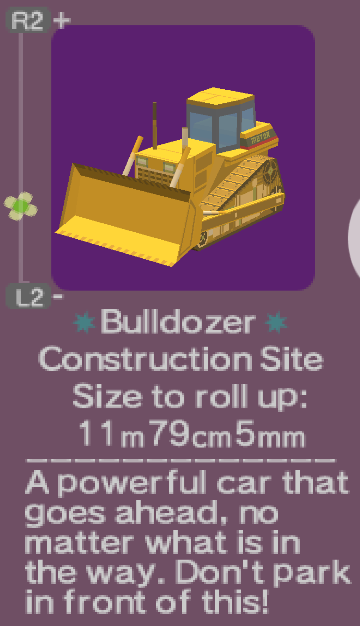 R2 +
MOTOR
L2 -
Bulldozer
Construction Site
Size to roll up:
11m79cm5mm
A powerful car that
goes ahead, no
matter what is in
the way. Don't park
in front of this!